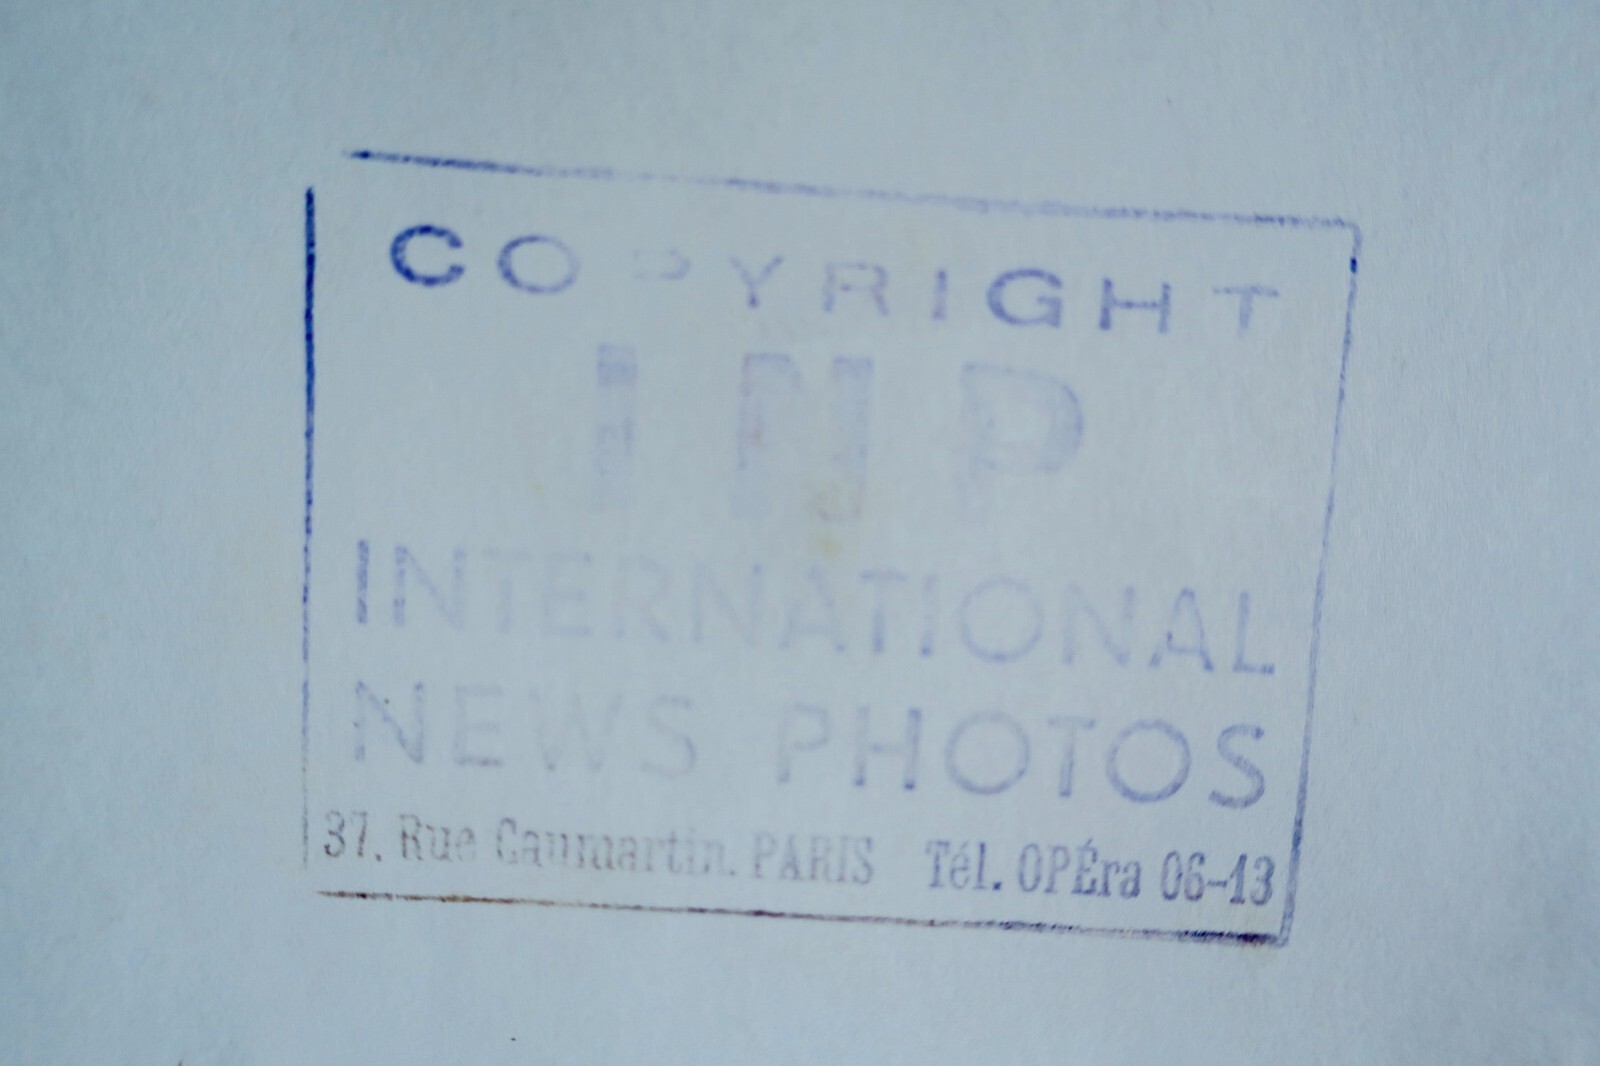 COPYRIGHT
INP
INTERNATIONAL
NEWS PHOTOS
37. Rue Caumartin. PARIS Tél. OPÉra 06-13